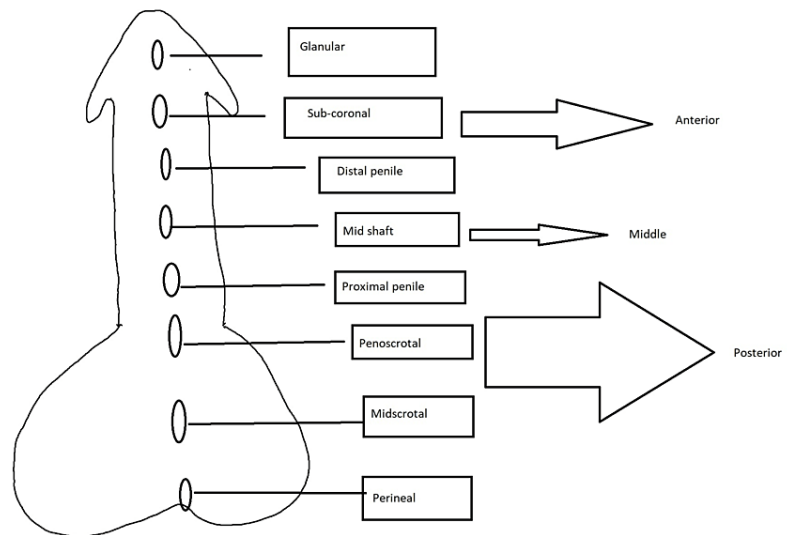 Glanular
Sub-coronal
Anterior
Distal penile
Mid shaft
Middle
Proximal penile
Penoscrotal
Posterior
Midscrotal
Perineal